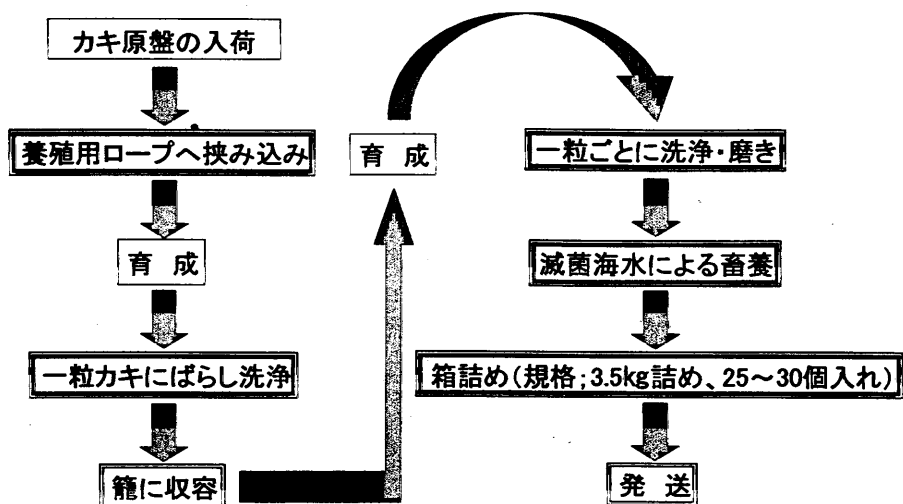 カキ原盤の入荷
養殖用ロープへ挟み込み
育 成
一粒カキにばらし洗浄
籠に収容
育 成
一粒ごとに洗浄・磨き
滅菌海水による畜養
箱詰め(規格;3.5kg詰め、25～30個入れ)
発 送